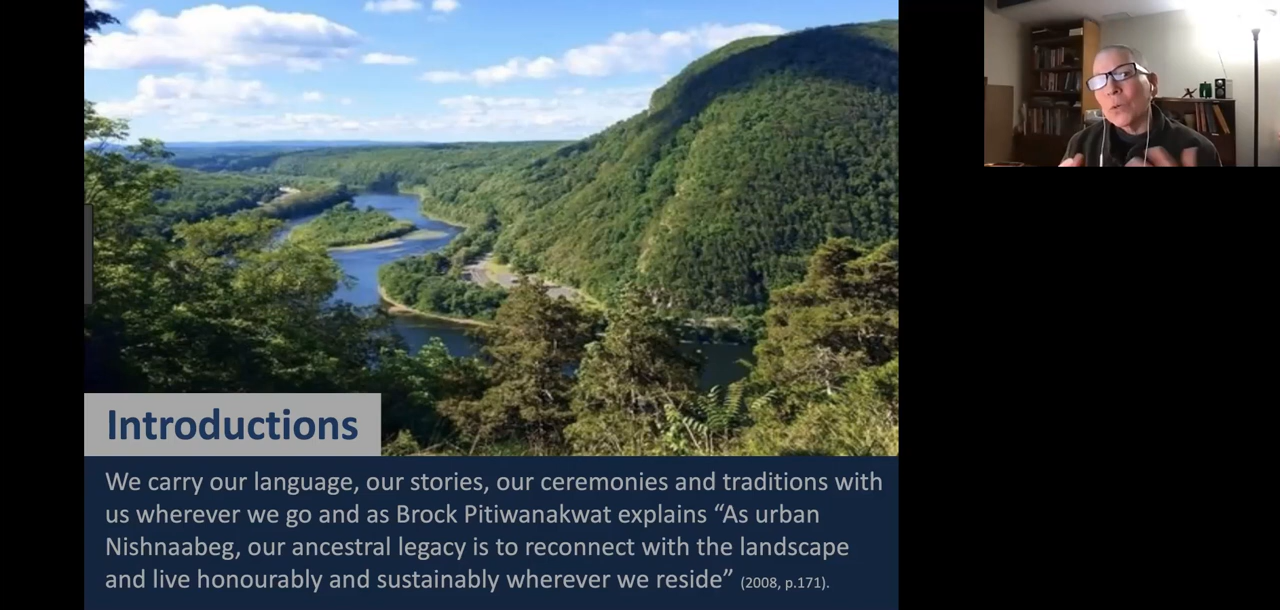 Introductions
We carry our language, our stories, our ceremonies and traditions with
us wherever we go and as Brock Pitiwanakwat explains “As urban
Nishnaabeg, our ancestral legacy is to reconnect with the landscape
and live honourably and sustainably wherever we reside” (2008, p.171).